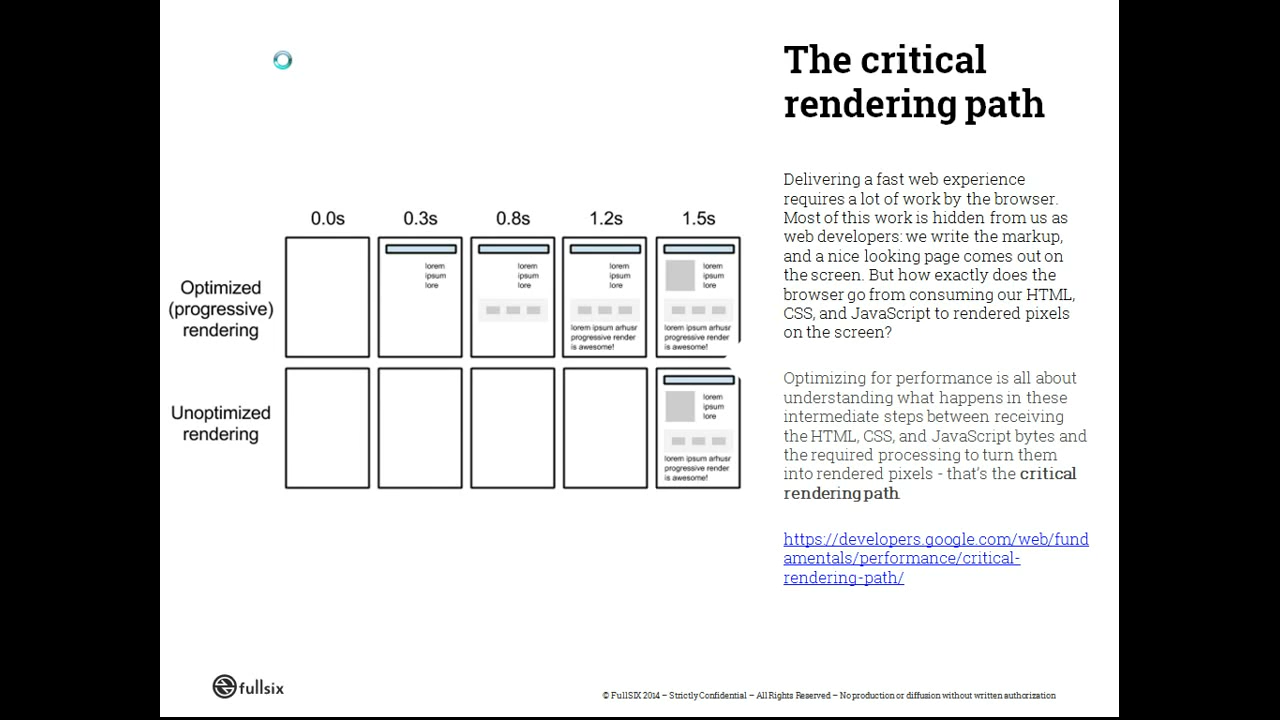 The critical
rendering path
Delivering a fast web experience
requires a lot of work by the browser.
Most of this work is hidden from us as
web developers: we write the markup,
and a nice looking page comes out on
the screen. But how exactly does the
browser go from consuming our HTML,
CSS, and JavaScript to rendered pixels
on the screen?
Optimizing for performance is all about
understanding what happens in these
intermediate steps between receiving
the HTML, CSS, and JavaScript bytes and
the required processing to turn them
into rendered pixels - that's the critical
rendering path.
https://developers.google.com/web/fund
amentals/performance/critical-
rendering-path/
0.0s 0.3s 0.8s 1.2s 1.5s
Optimized
(progressive)
rendering
lorem
ipsum
lore
lorem
ipsum
lore
lorem
ipsum
lore
lorem ipsum arhusr
progressive render
is awesome!
lorem
ipsum
lore
lorem ipsum arhusr
progressive render
is awesome!
Unoptimized
rendering
lorem
ipsum
lore
lorem ipsum arhusr
progressive render
is awesome!
fullsix
© FullSIX 2014 – Strictly Confidential – All Rights Reserved – No production or diffusion without written authorization